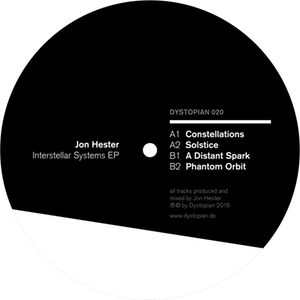 DYSTOPIAN 020
A1 Constellations
A2 Solstice
B1 A Distant Spark
B2 Phantom Orbit
Jon Hester
Interstellar Systems EP
all tracks produced and
mixed by Jon Hester
℗© by Dystopian 2016
www.dystopian.de